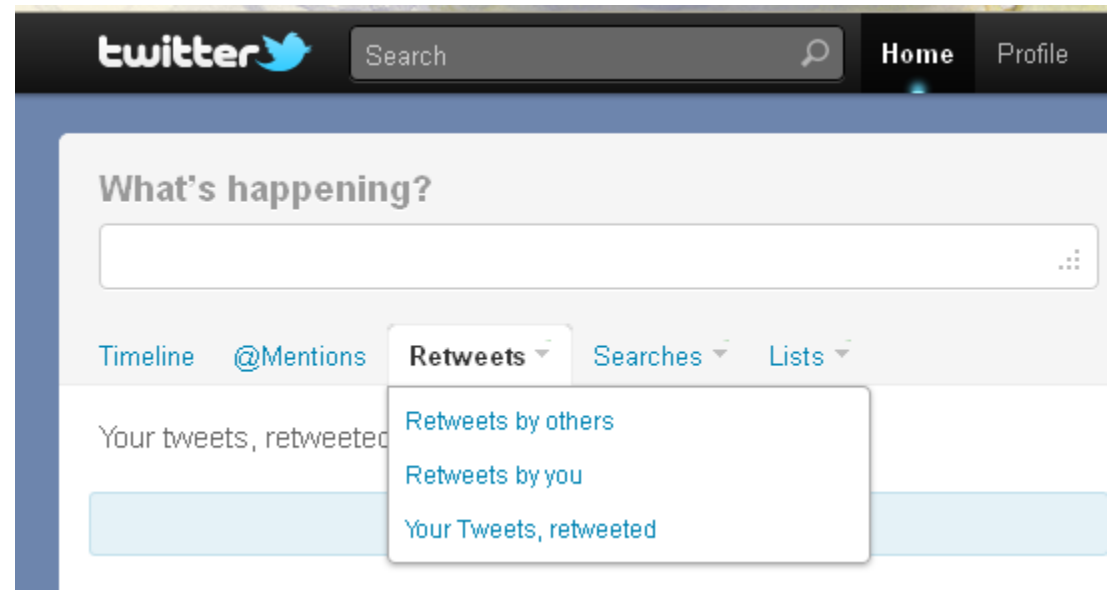 twitter Search Home Profile
What's happening?
Timeline @Mentions Retweets Searches Lists
Your tweets, retweeted
Retweets by others
Retweets by you
Your Tweets, retweeted